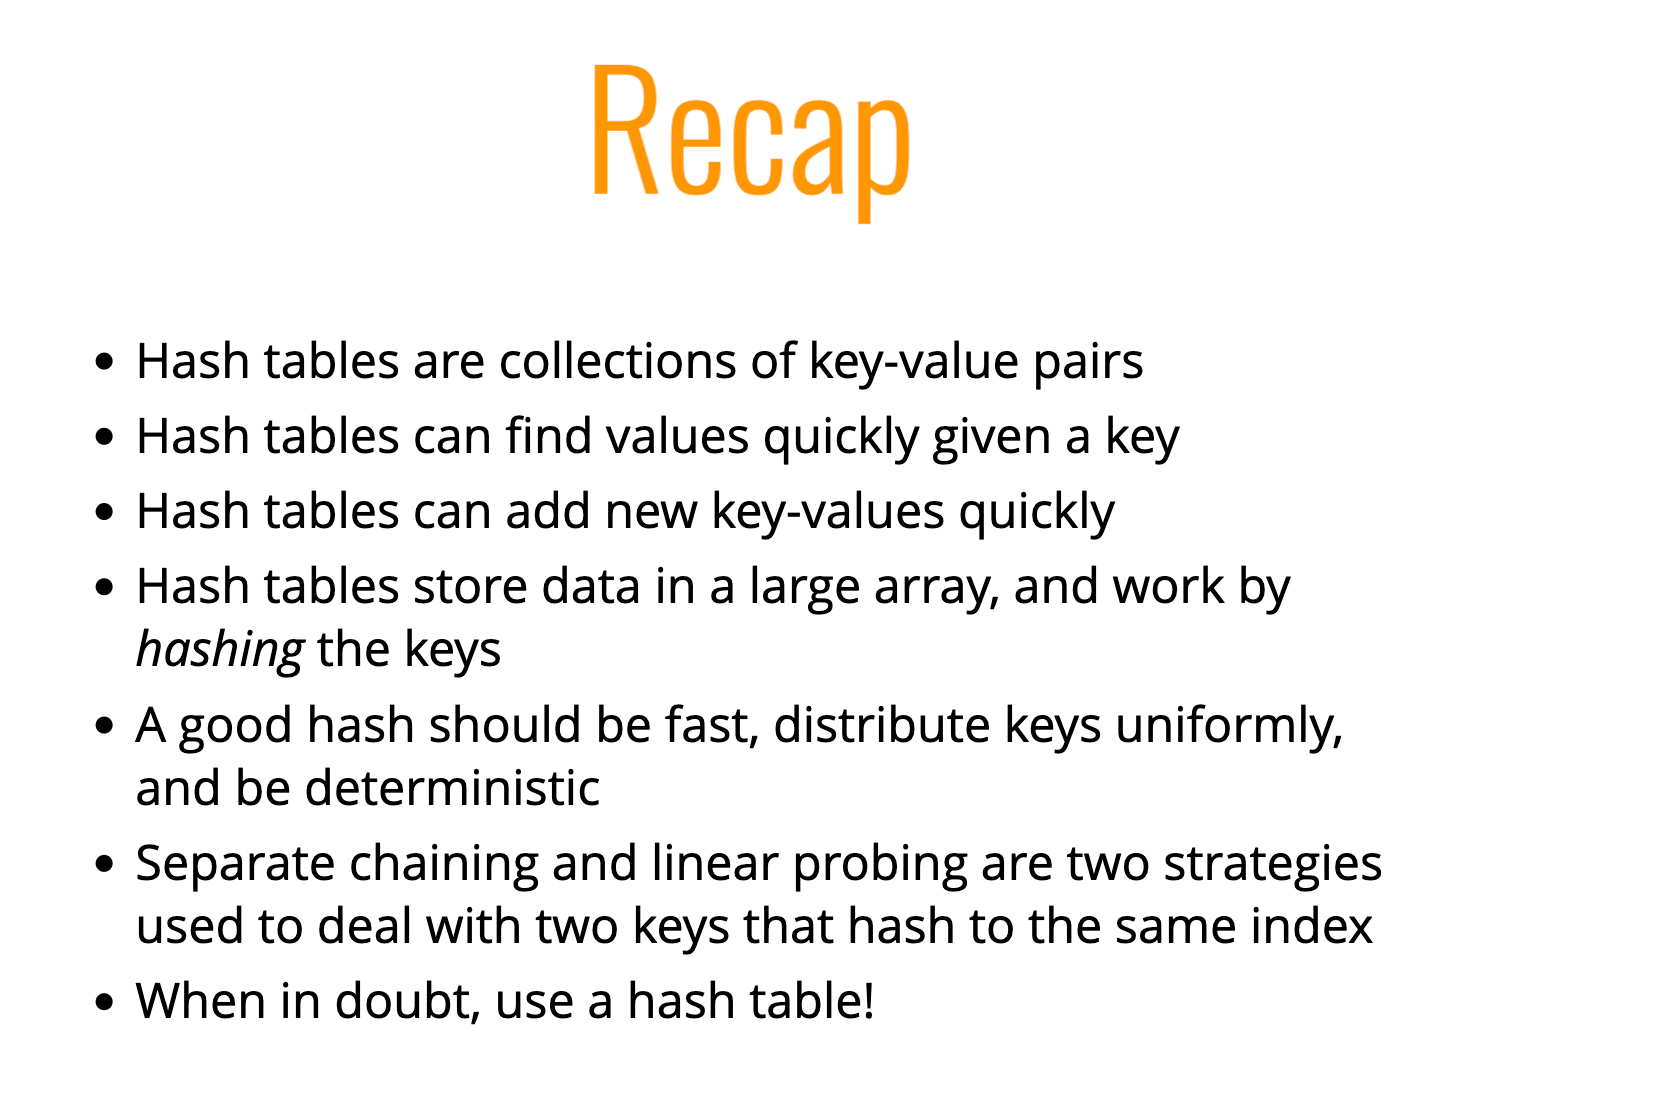 Recap
• Hash tables are collections of key-value pairs
• Hash tables can find values quickly given a key
• Hash tables can add new key-values quickly
• Hash tables store data in a large array, and work by
hashing the keys
• A good hash should be fast, distribute keys uniformly,
and be deterministic
• Separate chaining and linear probing are two strategies
used to deal with two keys that hash to the same index
• When in doubt, use a hash table!